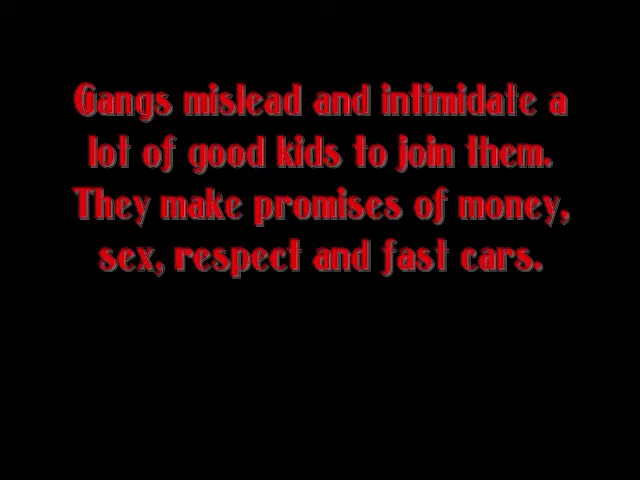 Gangs mislead and intimidate a
lot of good kids to join them.
They make promises of money,
sex, respect and fast cars.